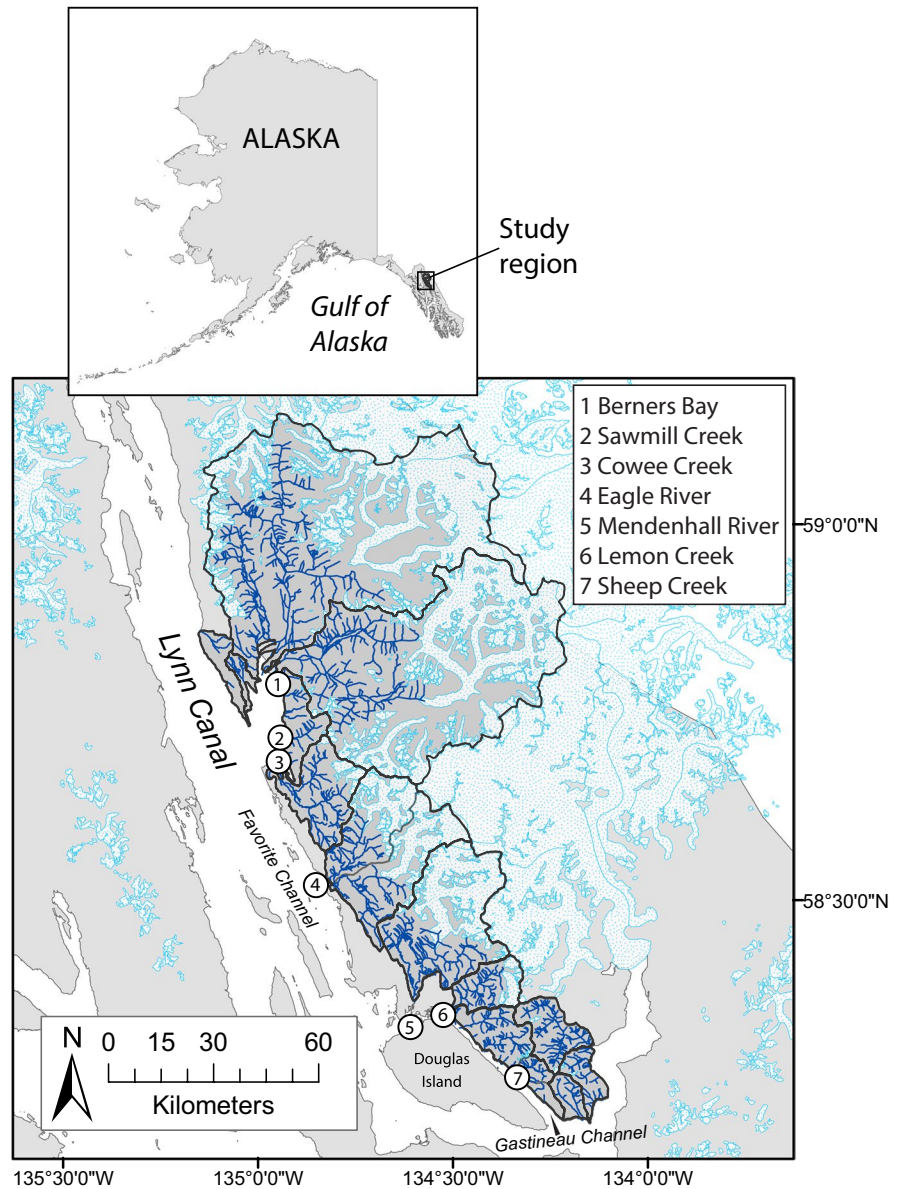 ALASKA
Study
region
Gulf of
Alaska
1 Berners Bay
2 Sawmill Creek
3 Cowee Creek
4 Eagle River
5 Mendenhall River
6 Lemon Creek
7 Sheep Creek
59°0'0"N
Lynn Canal
1
2
3
Favorite Channel
4
58°30'0"N
5
6
7
Douglas
Island
Gastineau Channel
N
0 15 30 60
Kilometers
135°30'0"W 135°0'0"W 134°30'0"W 134°0'0"W